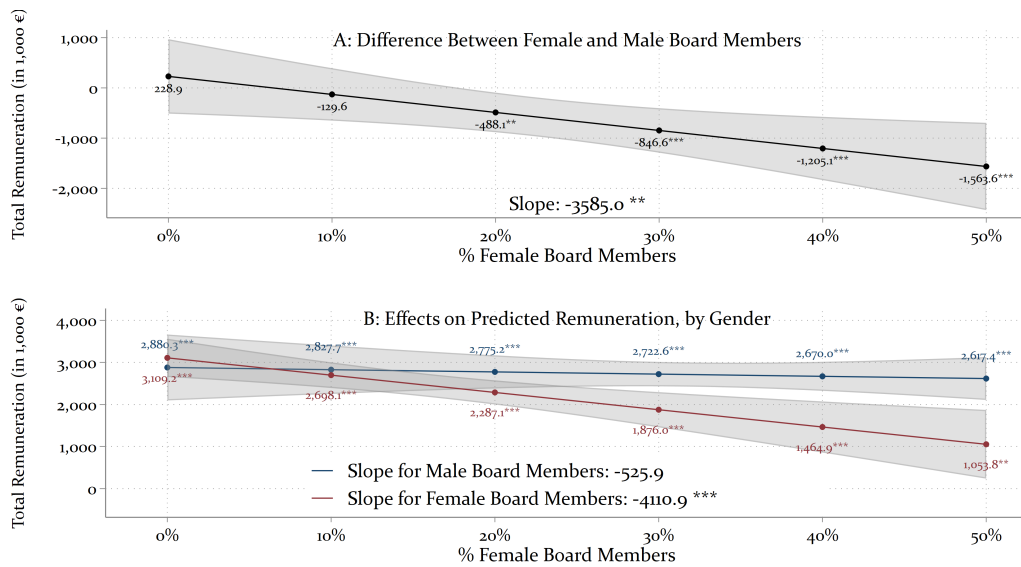 A: Difference Between Female and Male Board Members
Total Remuneration (in 1,000 €)
1,000
0
-1,000
-2,000
228.9
-129.6
-488.1**
-846.6***
-1,205.1***
-1,563.6***
Slope: -3585.0 **
0% 10% 20% 30% 40% 50%
% Female Board Members
B: Effects on Predicted Remuneration, by Gender
Total Remuneration (in 1,000 €)
4,000
3,000
2,000
1,000
0
2,880.3*** 2,827.7*** 2,775.2*** 2,722.6*** 2,670.0*** 2,617.4***
3,109.2*** 2,698.1*** 2,287.1*** 1,876.0*** 1,464.9*** 1,053.8**
Slope for Male Board Members: -525.9
Slope for Female Board Members: -4110.9 ***
0% 10% 20% 30% 40% 50%
% Female Board Members